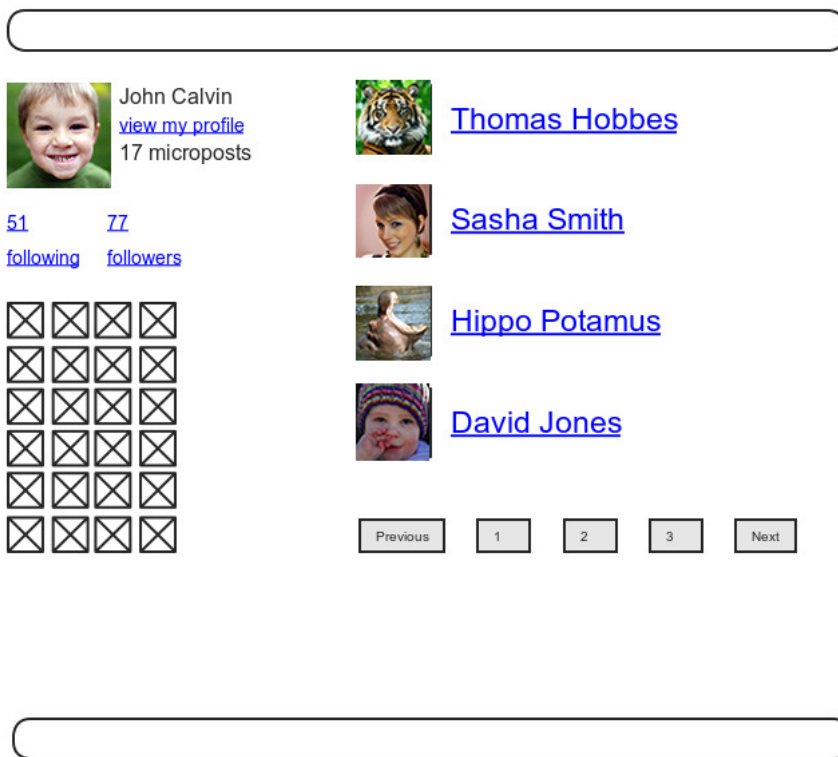 John Calvin
view my profile
17 microposts
51 77
following followers
Thomas Hobbes
Sasha Smith
Hippo Potamus
David Jones
Previous 1 2 3 Next